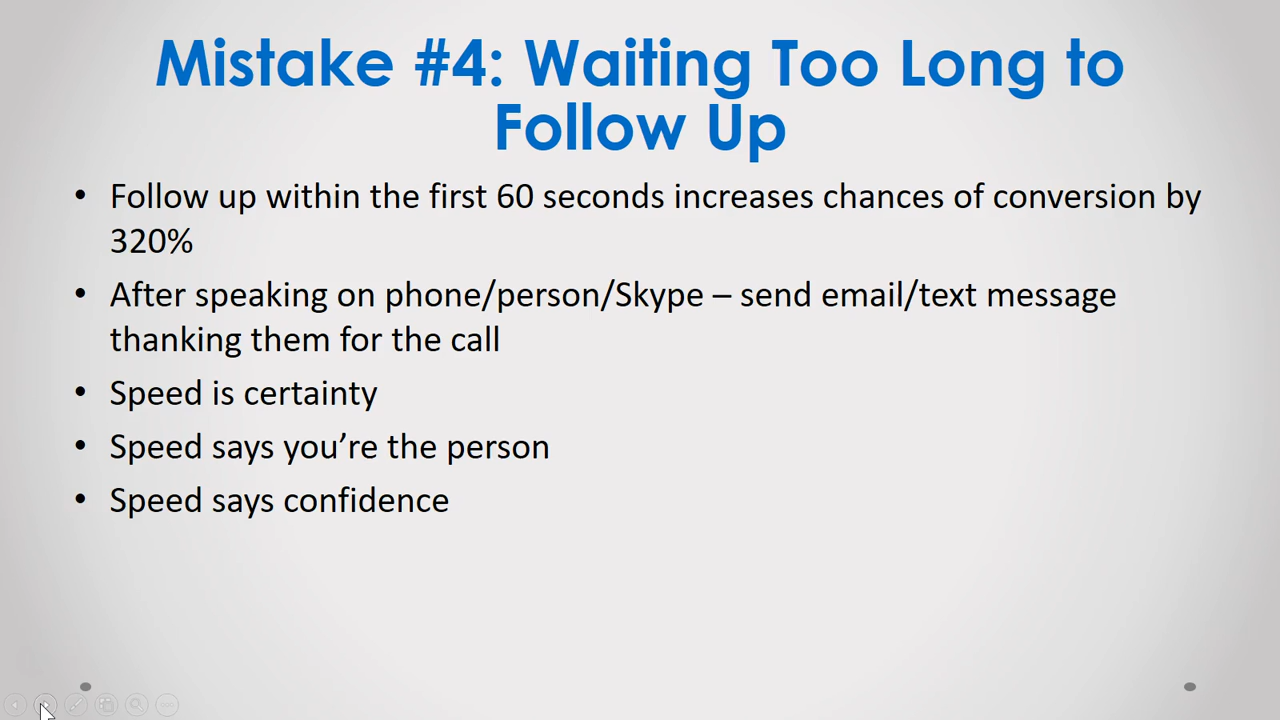 Mistake #4: Waiting Too Long to
Follow Up
• Follow up within the first 60 seconds increases chances of conversion by
320%
• After speaking on phone/person/Skype – send email/text message
thanking them for the call
• Speed is certainty
• Speed says you’re the person
• Speed says confidence